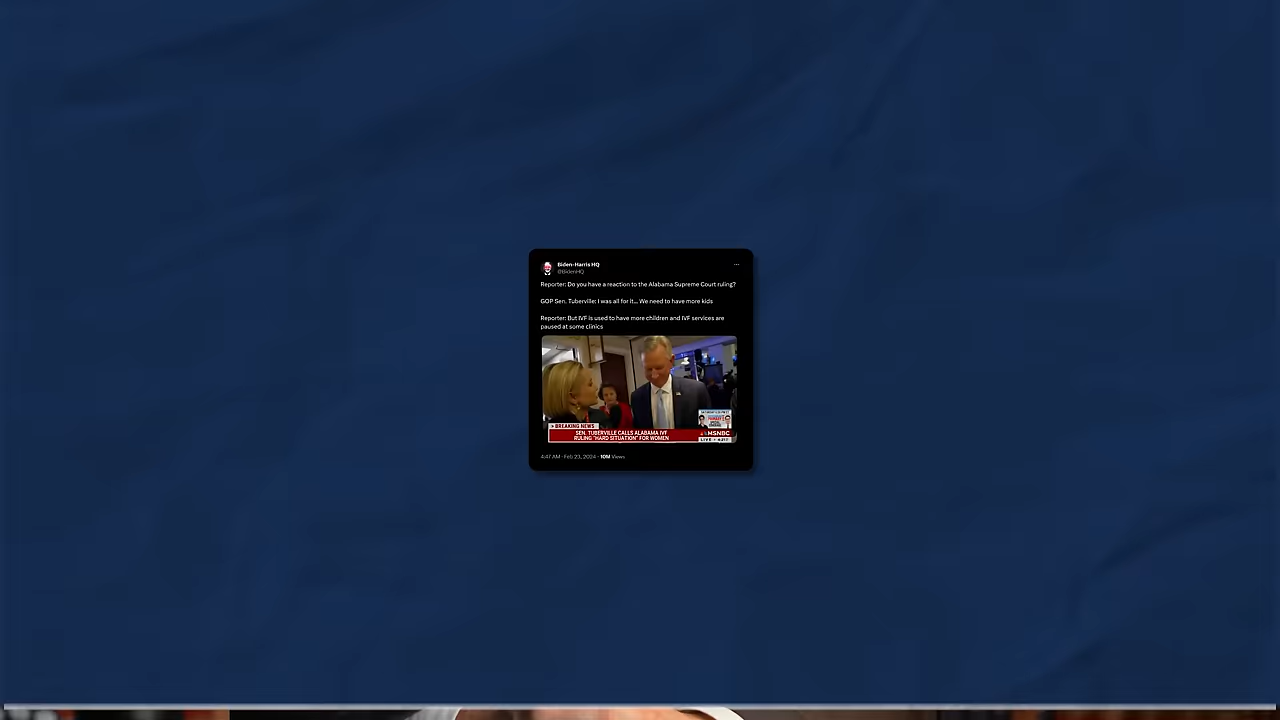 Biden-Harris HQ
@BidenHQ
Reporter: Do you have a reaction to the Alabama Supreme Court ruling?
GOP Sen. Tuberville: I was all for it... We need to have more kids
Reporter: But IVF is used to have more children and IVF services are
paused at some clinics
BREAKING NEWS
SEN. TUBERVILLE CALLS ALABAMA IVF
RULING "HARD SITUATION" FOR WOMEN
MSNBC
LIVE
4:47 AM · Feb 23, 2024 · 10M Views